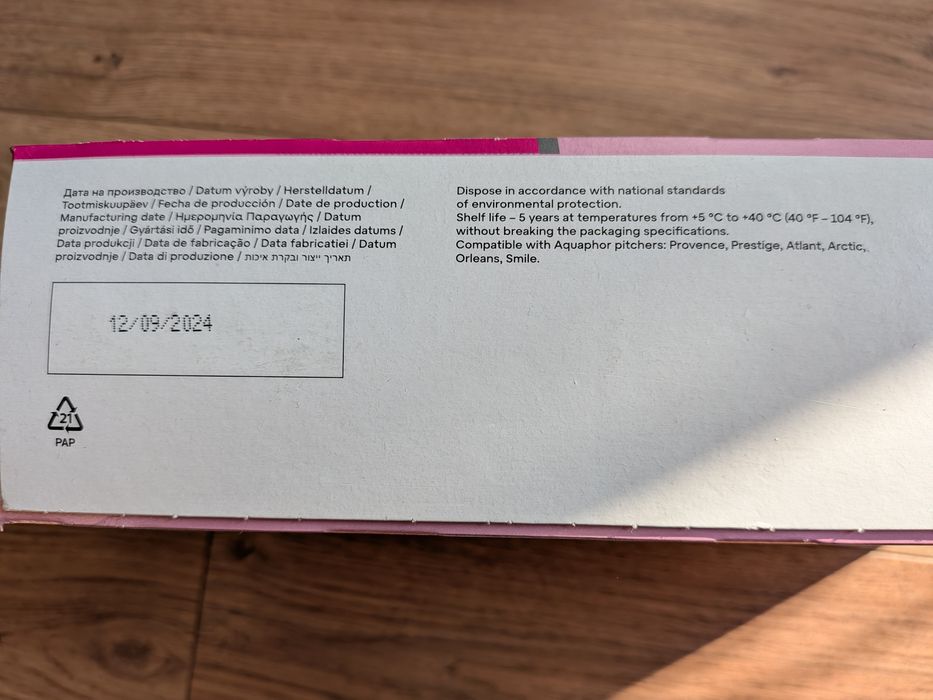 Дата на производство / Datum výroby / Herstelldatum /
Tootmiskuupäev / Fecha de producción / Date de production /
Manufacturing date / Ημερομηνία Παραγωγής / Datum
proizvodnje / Gyártási idő / Pagaminimo data / Izlaides datums /
Data produkcji / Data de fabricação / Data fabricatiei / Datum
proizvodnje / Data di produzione / תאריך ייצור ובקרת איכות
12/09/2024
21
PAP
Dispose in accordance with national standards
of environmental protection.
Shelf life – 5 years at temperatures from +5 °C to +40 °C (40 °F – 104 °F),
without breaking the packaging specifications.
Compatible with Aquaphor pitchers: Provence, Prestige, Atlant, Arctic,
Orleans, Smile.